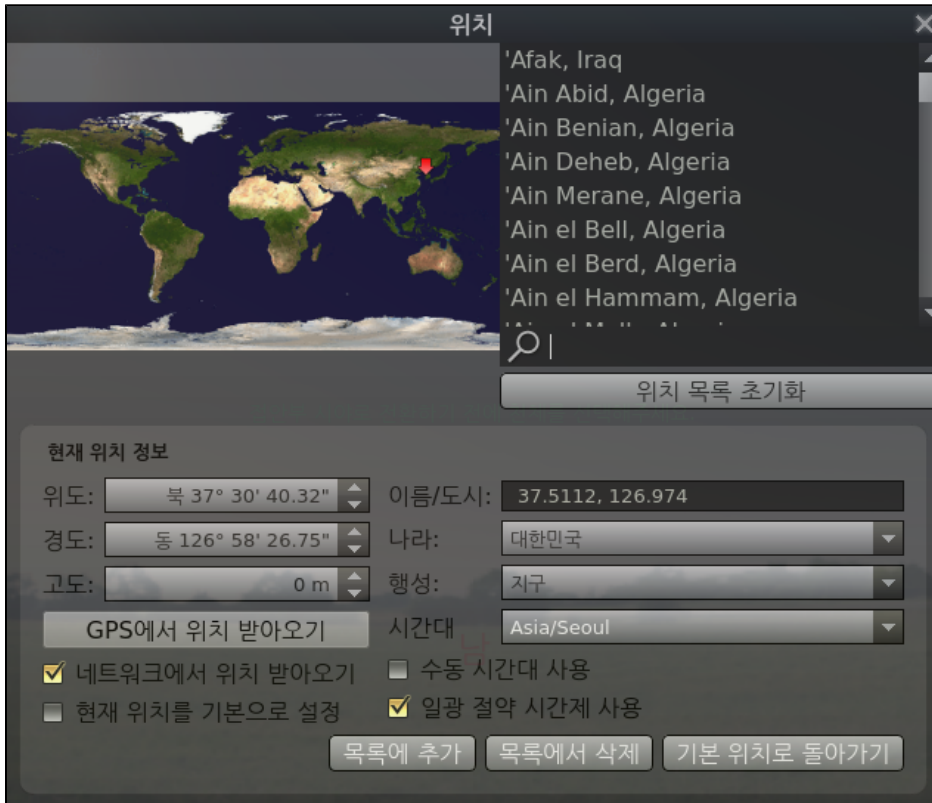 위치
'Afak, Iraq
'Ain Abid, Algeria
'Ain Benian, Algeria
'Ain Deheb, Algeria
'Ain Merane, Algeria
'Ain el Bell, Algeria
'Ain el Berd, Algeria
'Ain el Hammam, Algeria
위치 목록 초기화
현재 위치 정보
위도: 북 37° 30' 40.32" 이름/도시: 37.5112, 126.974
경도: 동 126° 58' 26.75" 나라: 대한민국
고도: 0 m 행성: 지구
GPS에서 위치 받아오기 시간대 Asia/Seoul
네트워크에서 위치 받아오기 수동 시간대 사용
현재 위치를 기본으로 설정 일광 절약 시간제 사용
목록에 추가 목록에서 삭제 기본 위치로 돌아가기